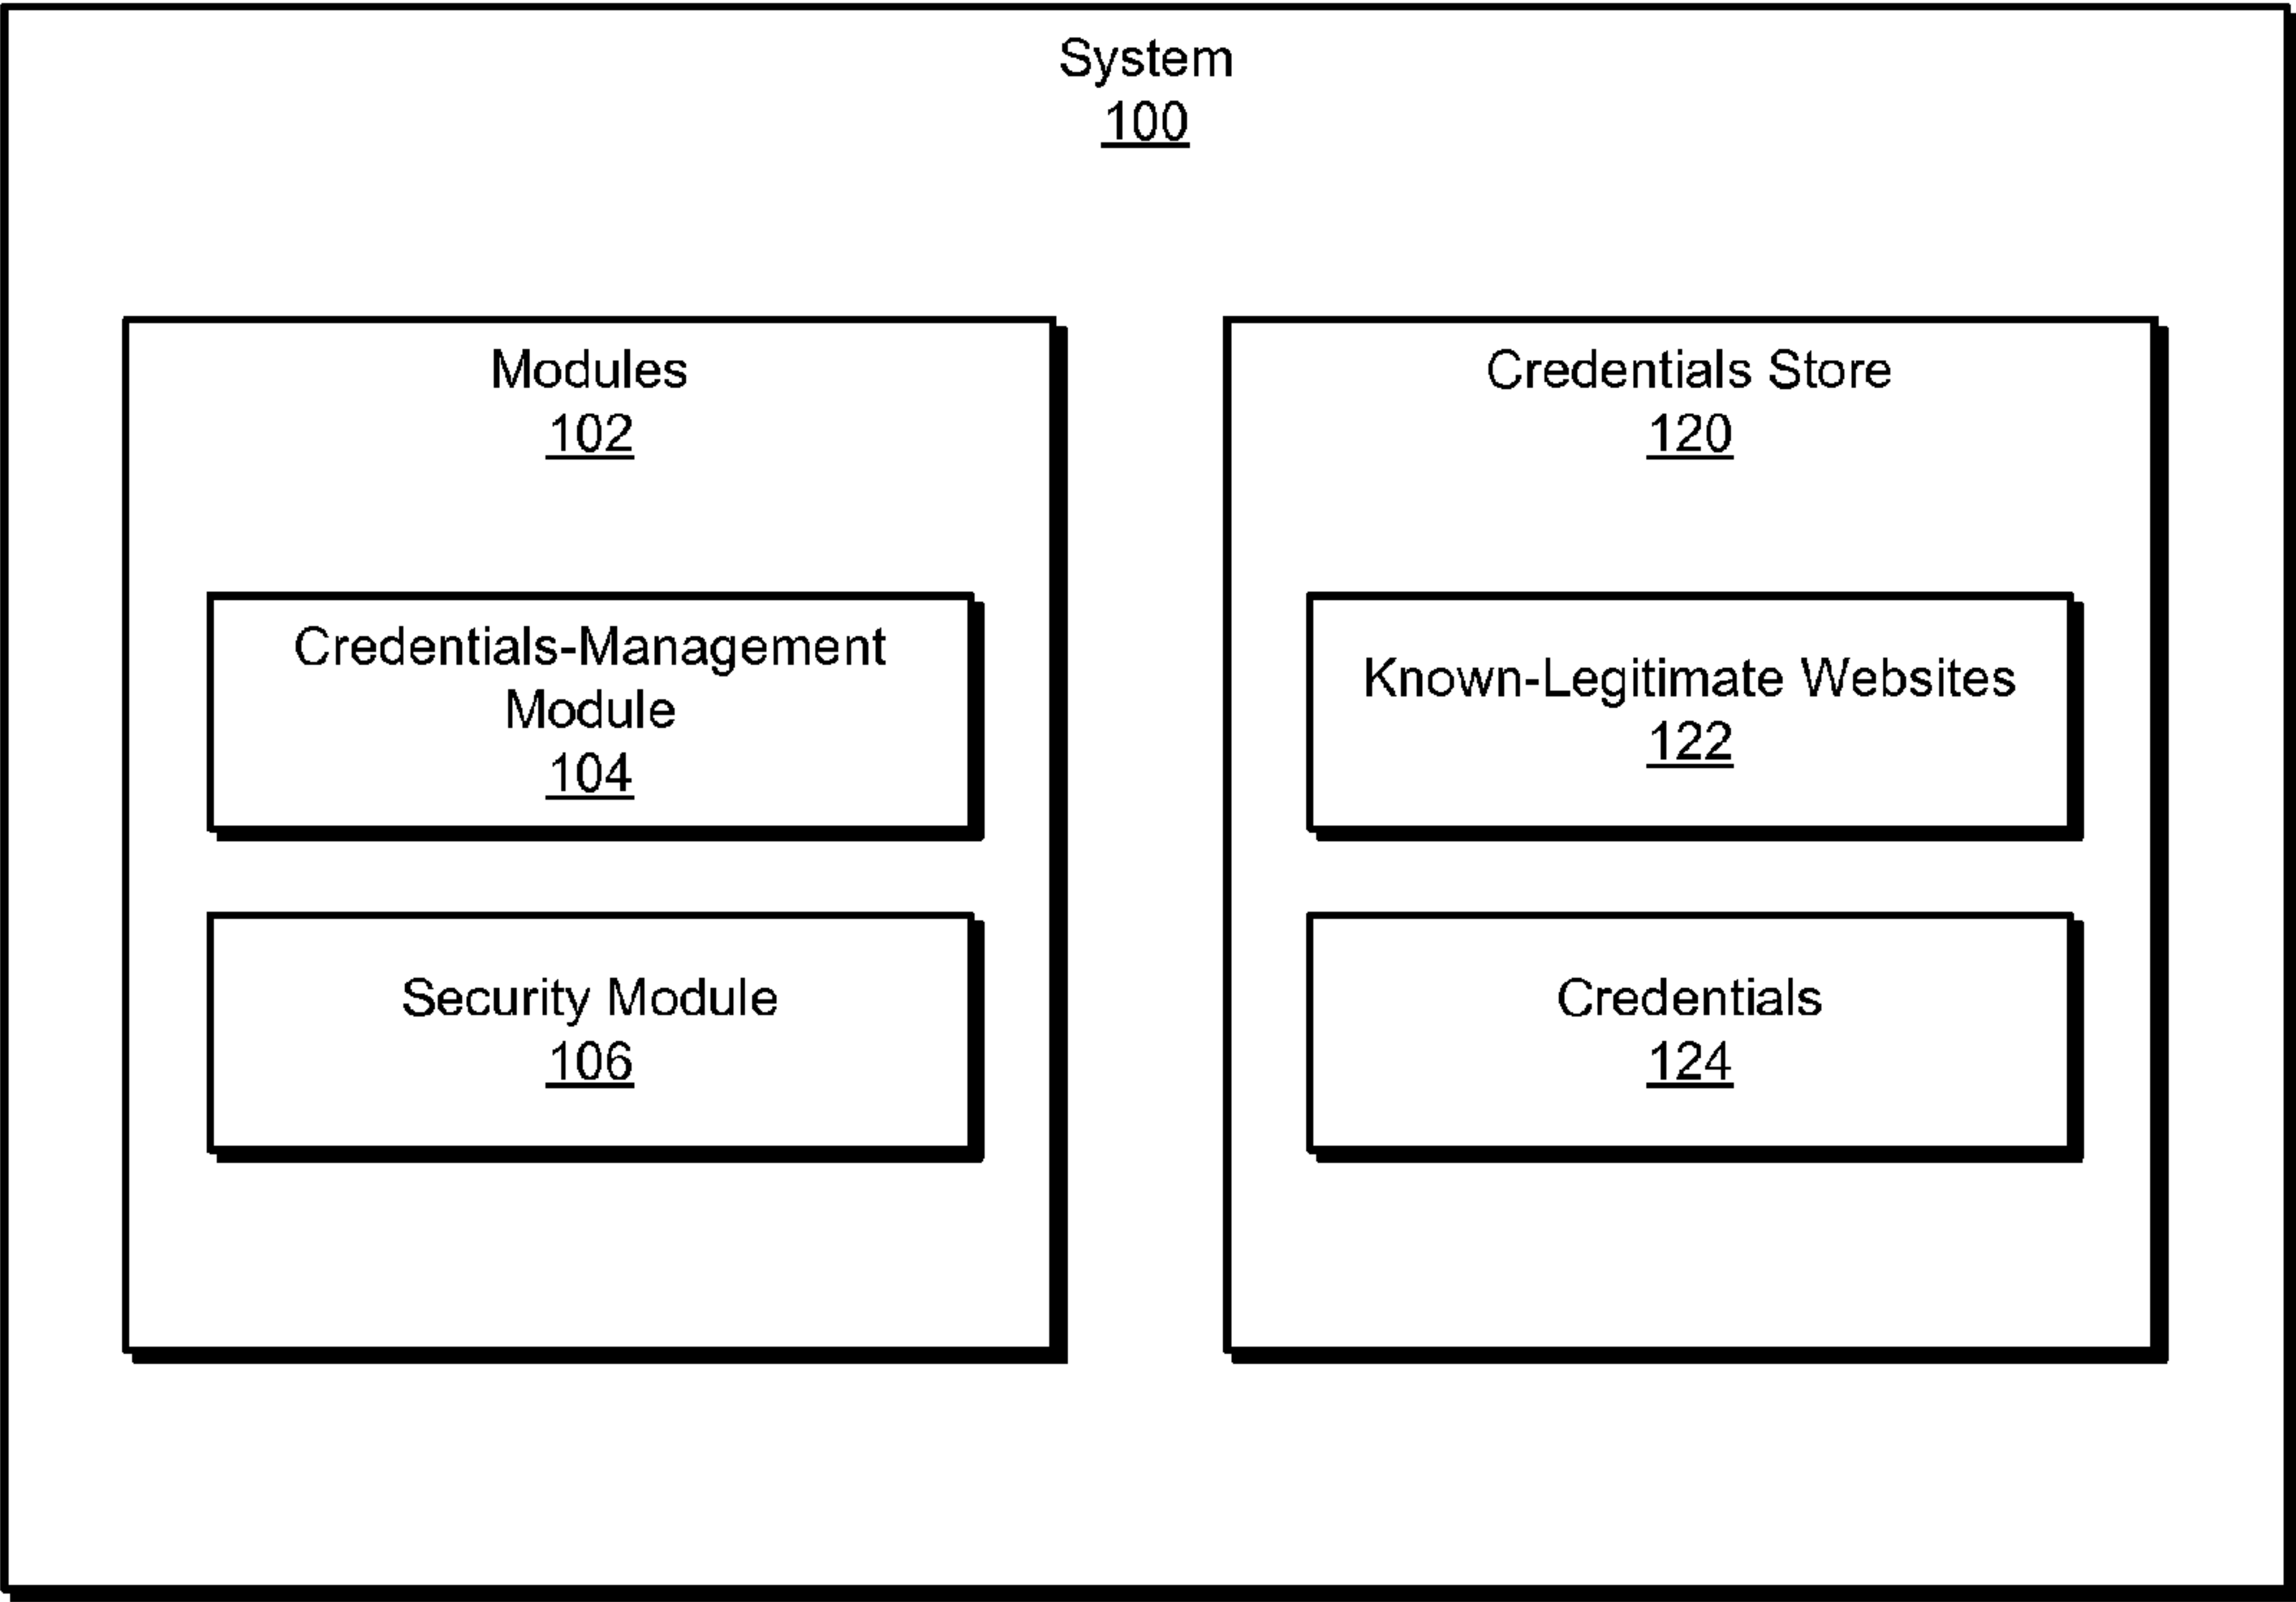 System
100
Modules
102
Credentials-Management
Module
104
Security Module
106
Credentials Store
120
Known-Legitimate Websites
122
Credentials
124